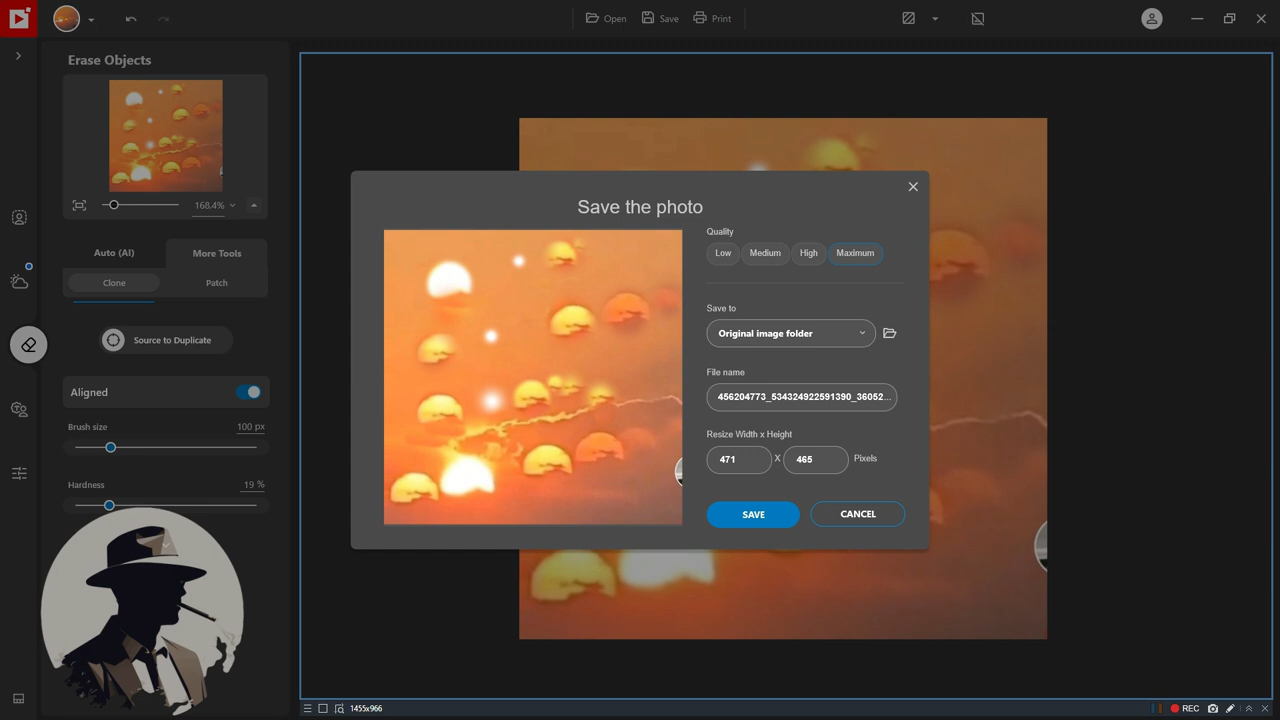 Open
Save
Print
Erase Objects
168.4%
Auto (AI)
More Tools
Clone
Patch
Source to Duplicate
Aligned
Brush size
100 px
Hardness
19 %
Save the photo
Quality
Low
Medium
High
Maximum
Save to
Original image folder
File name
456204773_534324922591390_36052...
Resize Width x Height
471
X
465
Pixels
SAVE
CANCEL
1455x966
REC